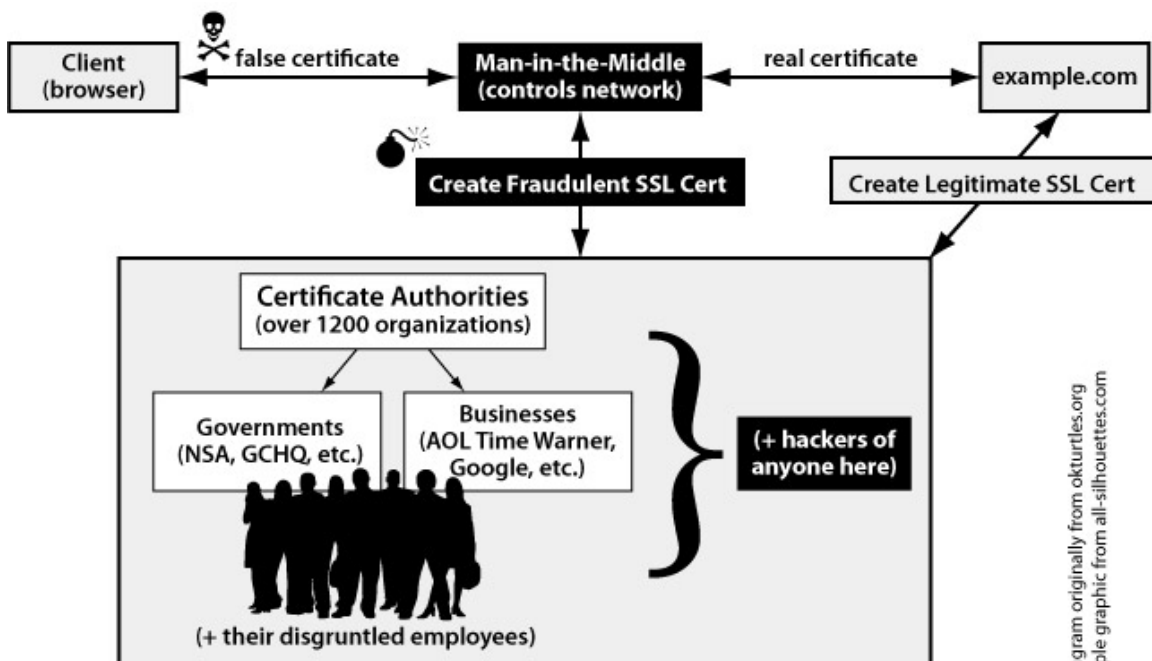 Client
(browser)
false certificate
Man-in-the-Middle
(controls network)
real certificate
example.com
Create Fraudulent SSL Cert
Create Legitimate SSL Cert
Certificate Authorities
(over 1200 organizations)
Governments
(NSA, GCHQ, etc.)
Businesses
(AOL Time Warner,
Google, etc.)
(+ hackers of
anyone here)
(+ their disgruntled employees)
originally from okturtles.org
graphic from all-silhouettes.com